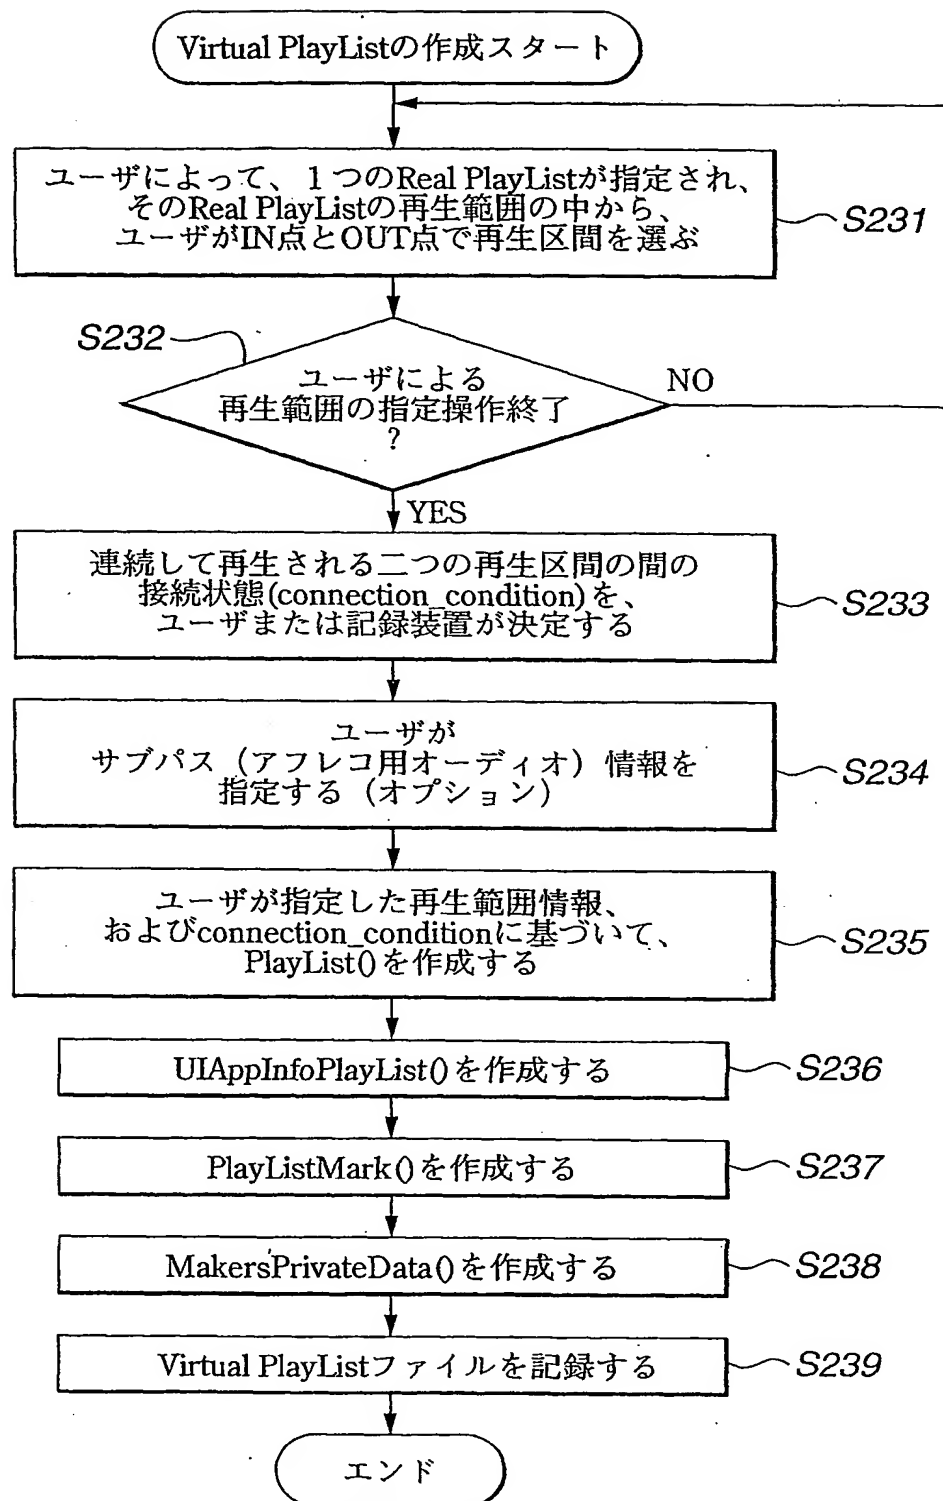 Virtual PlayListの作成スタート
ユーザによって、1つのReal PlayListが指定され、
そのReal PlayListの再生範囲の中から、
ユーザがIN点とOUT点で再生区間を選ぶ
S231
S232
ユーザによる
再生範囲の指定操作終了
?
NO
YES
連続して再生される二つの再生区間の間の
接続状態(connection_condition)を、
ユーザまたは記録装置が決定する
S233
ユーザが
サブパス（アフレコ用オーディオ）情報を
指定する（オプション）
S234
ユーザが指定した再生範囲情報、
およびconnection_conditionに基づいて、
PlayList()を作成する
S235
UIAppInfoPlayList()を作成する
S236
PlayListMark()を作成する
S237
MakersPrivateData()を作成する
S238
Virtual PlayListファイルを記録する
S239
エンド